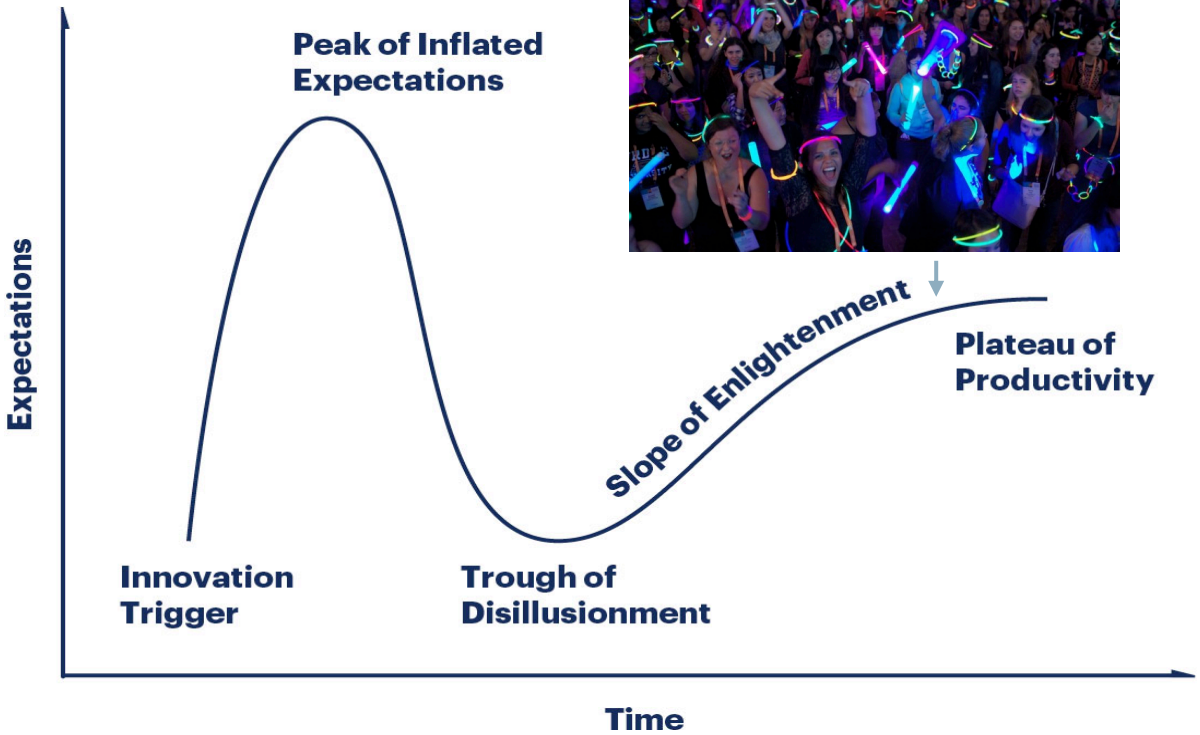 Peak of Inflated
Expectations
Expectations
Slope of Enlightenment
Plateau of
Productivity
Innovation
Trigger
Trough of
Disillusionment
Time